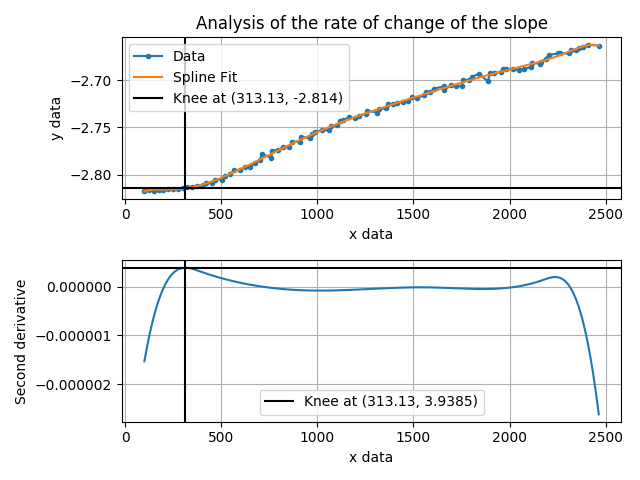 Analysis of the rate of change of the slope
Data
Spline Fit
Knee at (313.13, -2.814)
−2.70
−2.75
−2.80
y data
0 500 1000 1500 2000 2500
x data
0.000000
−0.000001
−0.000002
Second derivative
Knee at (313.13, 3.9385)
0 500 1000 1500 2000 2500
x data